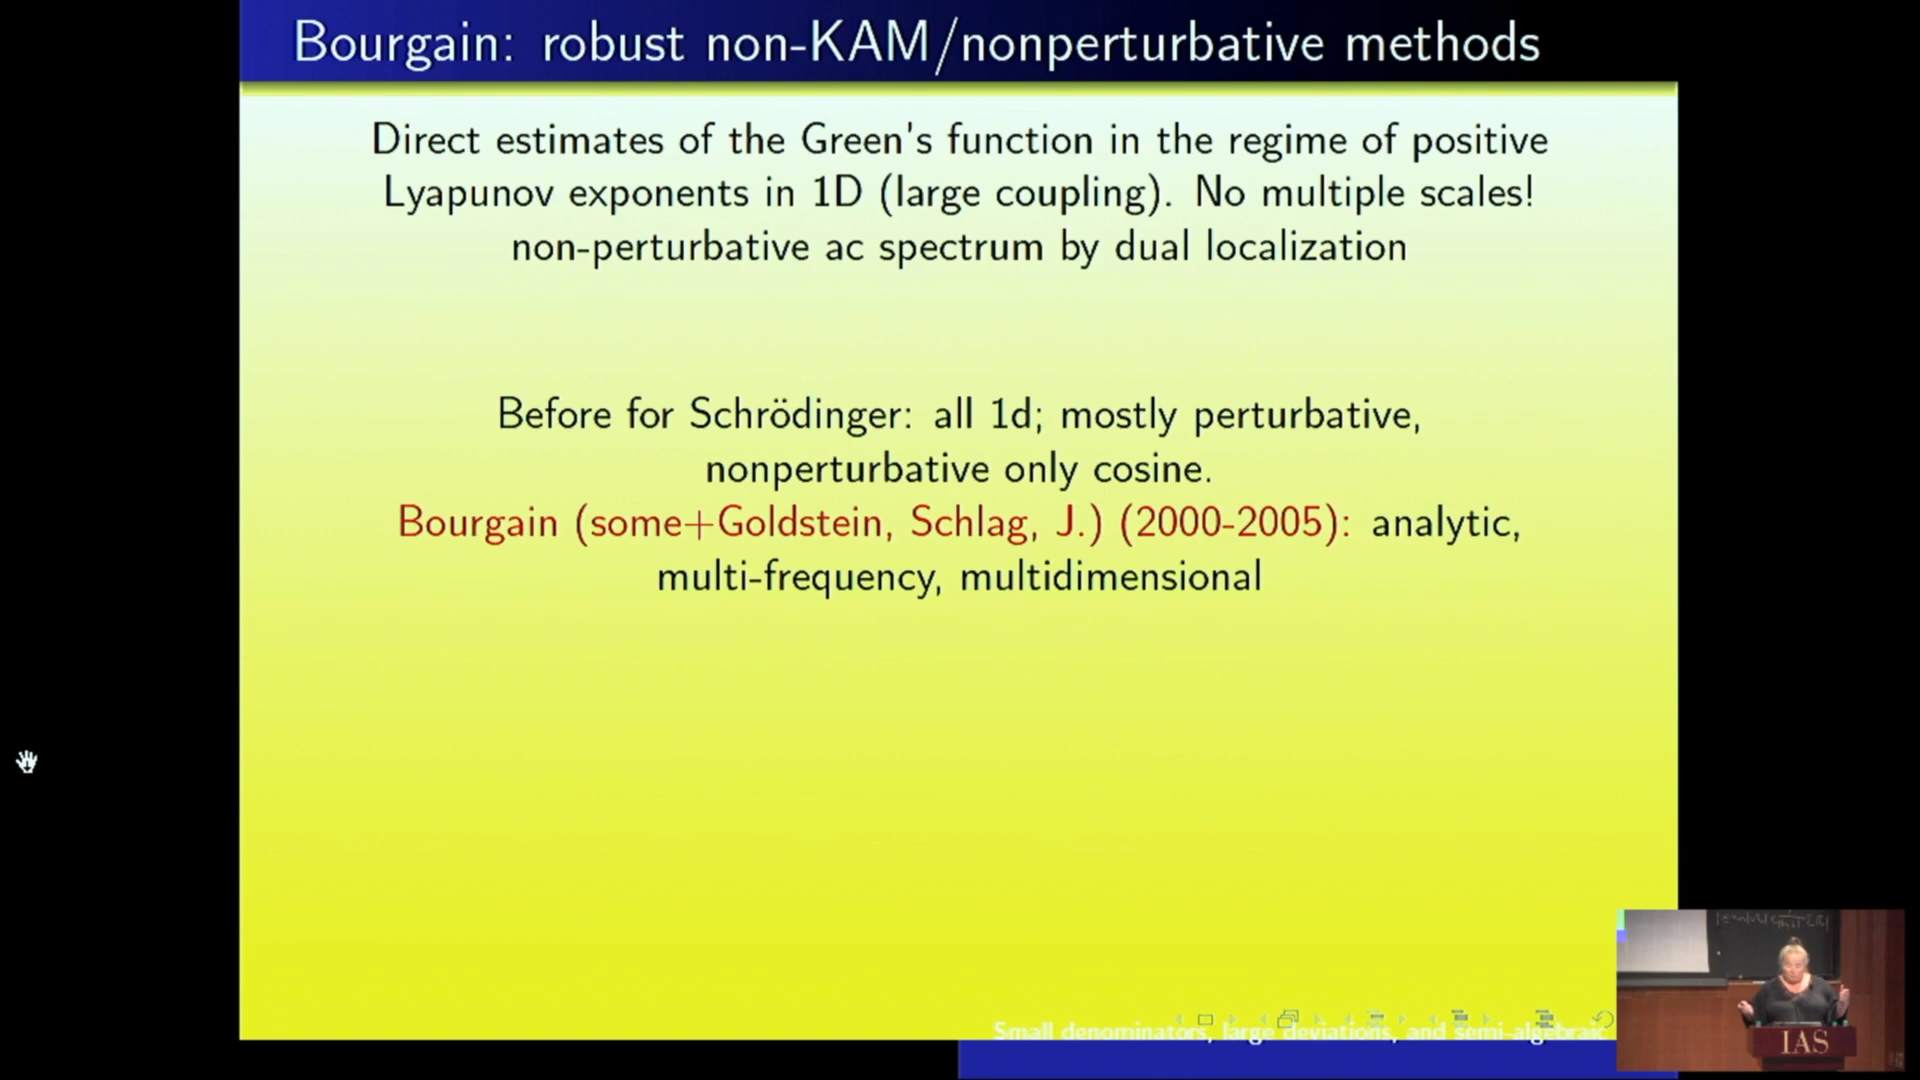 Bourgain: robust non-KAM/nonperturbative methods
Direct estimates of the Green's function in the regime of positive
Lyapunov exponents in 1D (large coupling). No multiple scales!
non-perturbative ac spectrum by dual localization
Before for Schrödinger: all 1d; mostly perturbative,
nonperturbative only cosine.
Bourgain (some+Goldstein, Schlag, J.) (2000-2005): analytic,
multi-frequency, multidimensional
Small denominators, large deviations, and semi-algebraic
IAS